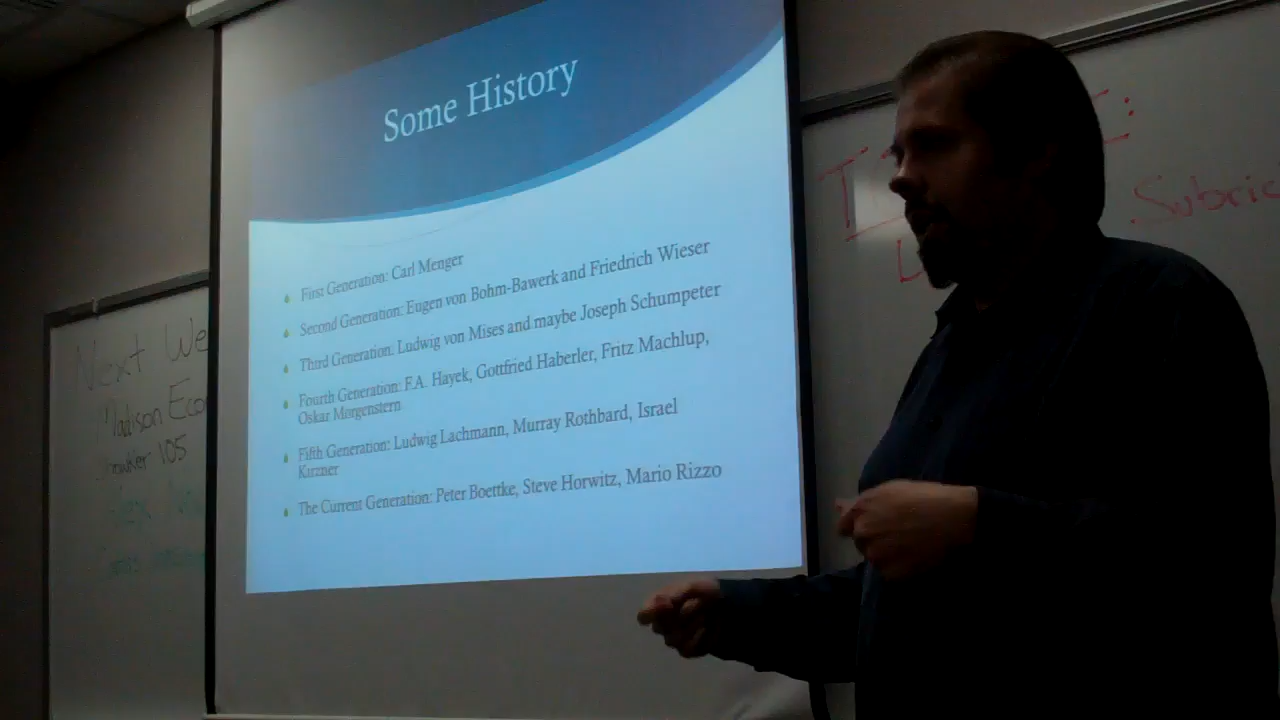 Some History
First Generation: Carl Menger
Second Generation: Eugen von Bohm-Bawerk and Friedrich Wieser
Third Generation: Ludwig von Mises and maybe Joseph Schumpeter
Fourth Generation: F.A. Hayek, Gottfried Haberler, Fritz Machlup,
Oskar Morgenstern
Fifth Generation: Ludwig Lachmann, Murray Rothbard, Israel
Kirzner
The Current Generation: Peter Boettke, Steve Horwitz, Mario Rizzo
Next We
Madison Eco
105
Subric